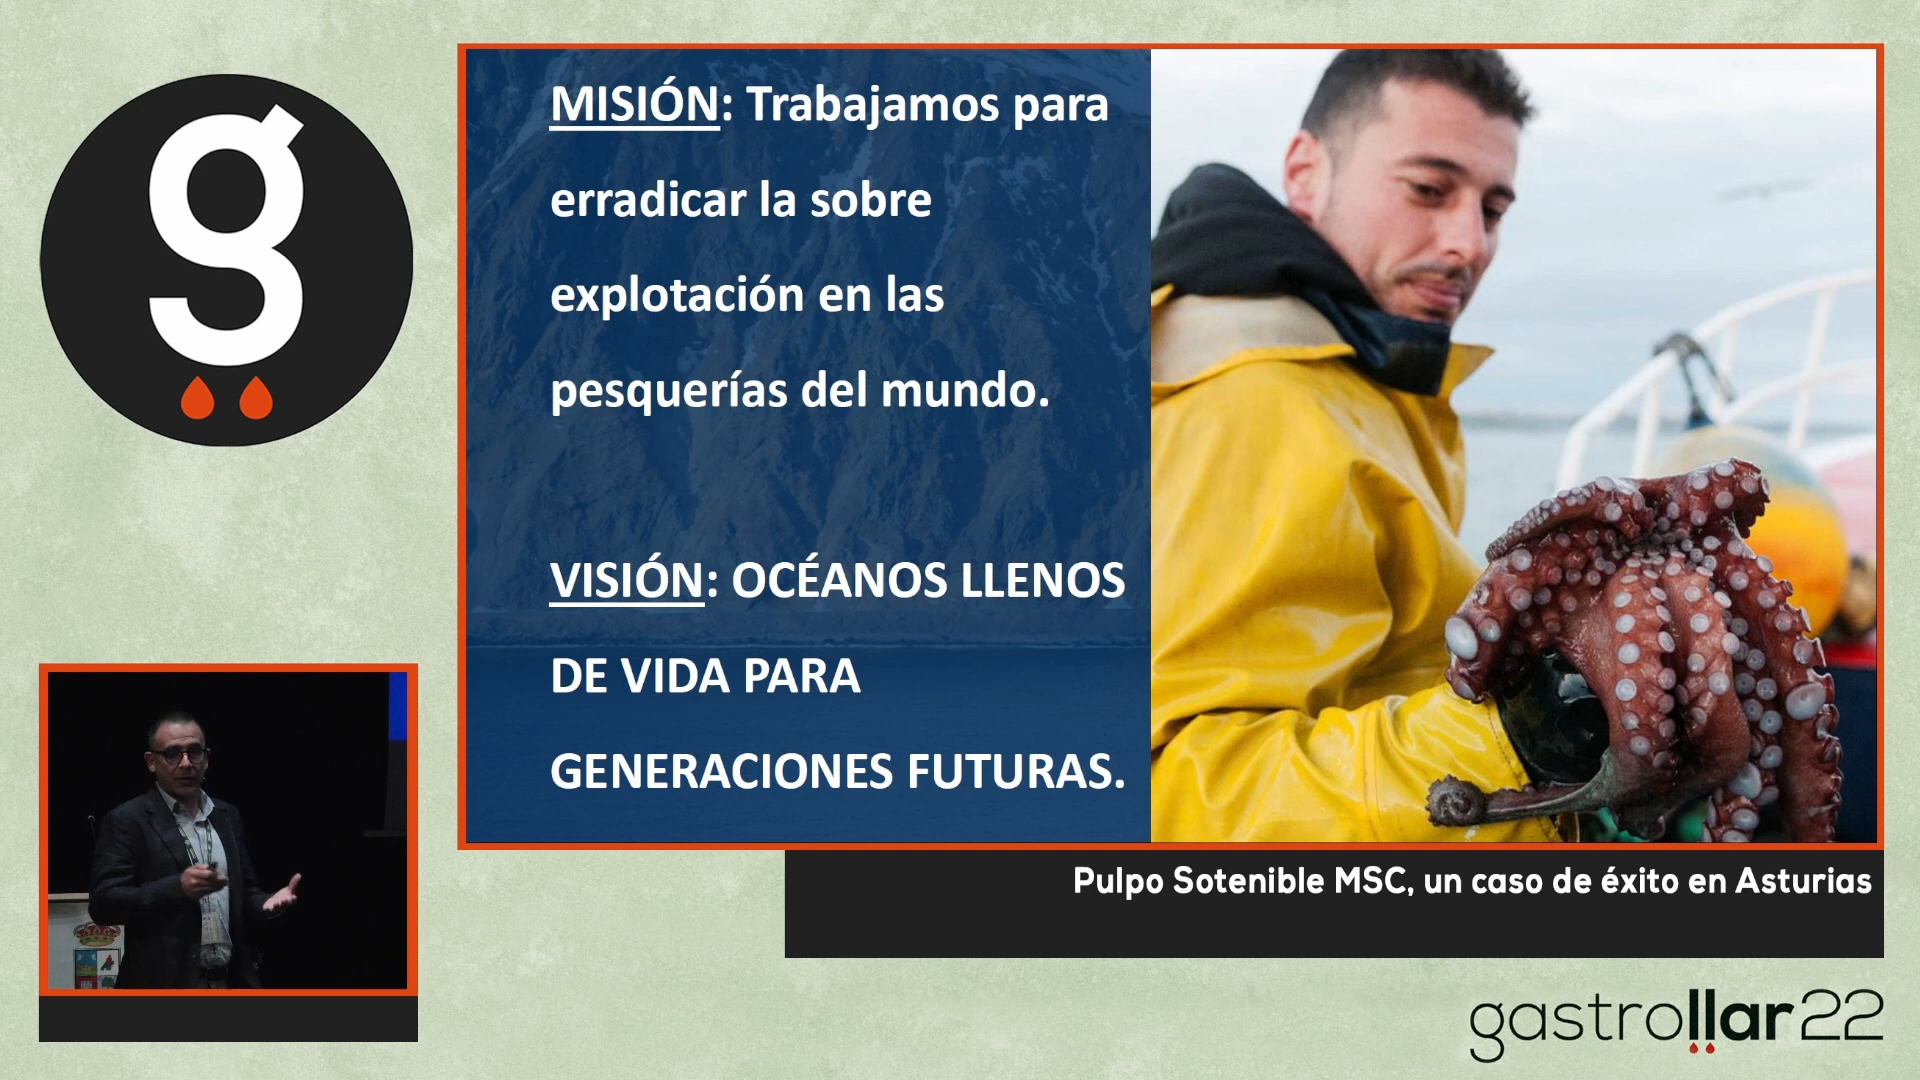 g
MISIÓN: Trabajamos para
erradicar la sobre
explotación en las
pesquerías del mundo.
VISIÓN: OCÉANOS LLENOS
DE VIDA PARA
GENERACIONES FUTURAS.
Pulpo Sotenible MSC, un caso de éxito en Asturias
gastrollar22